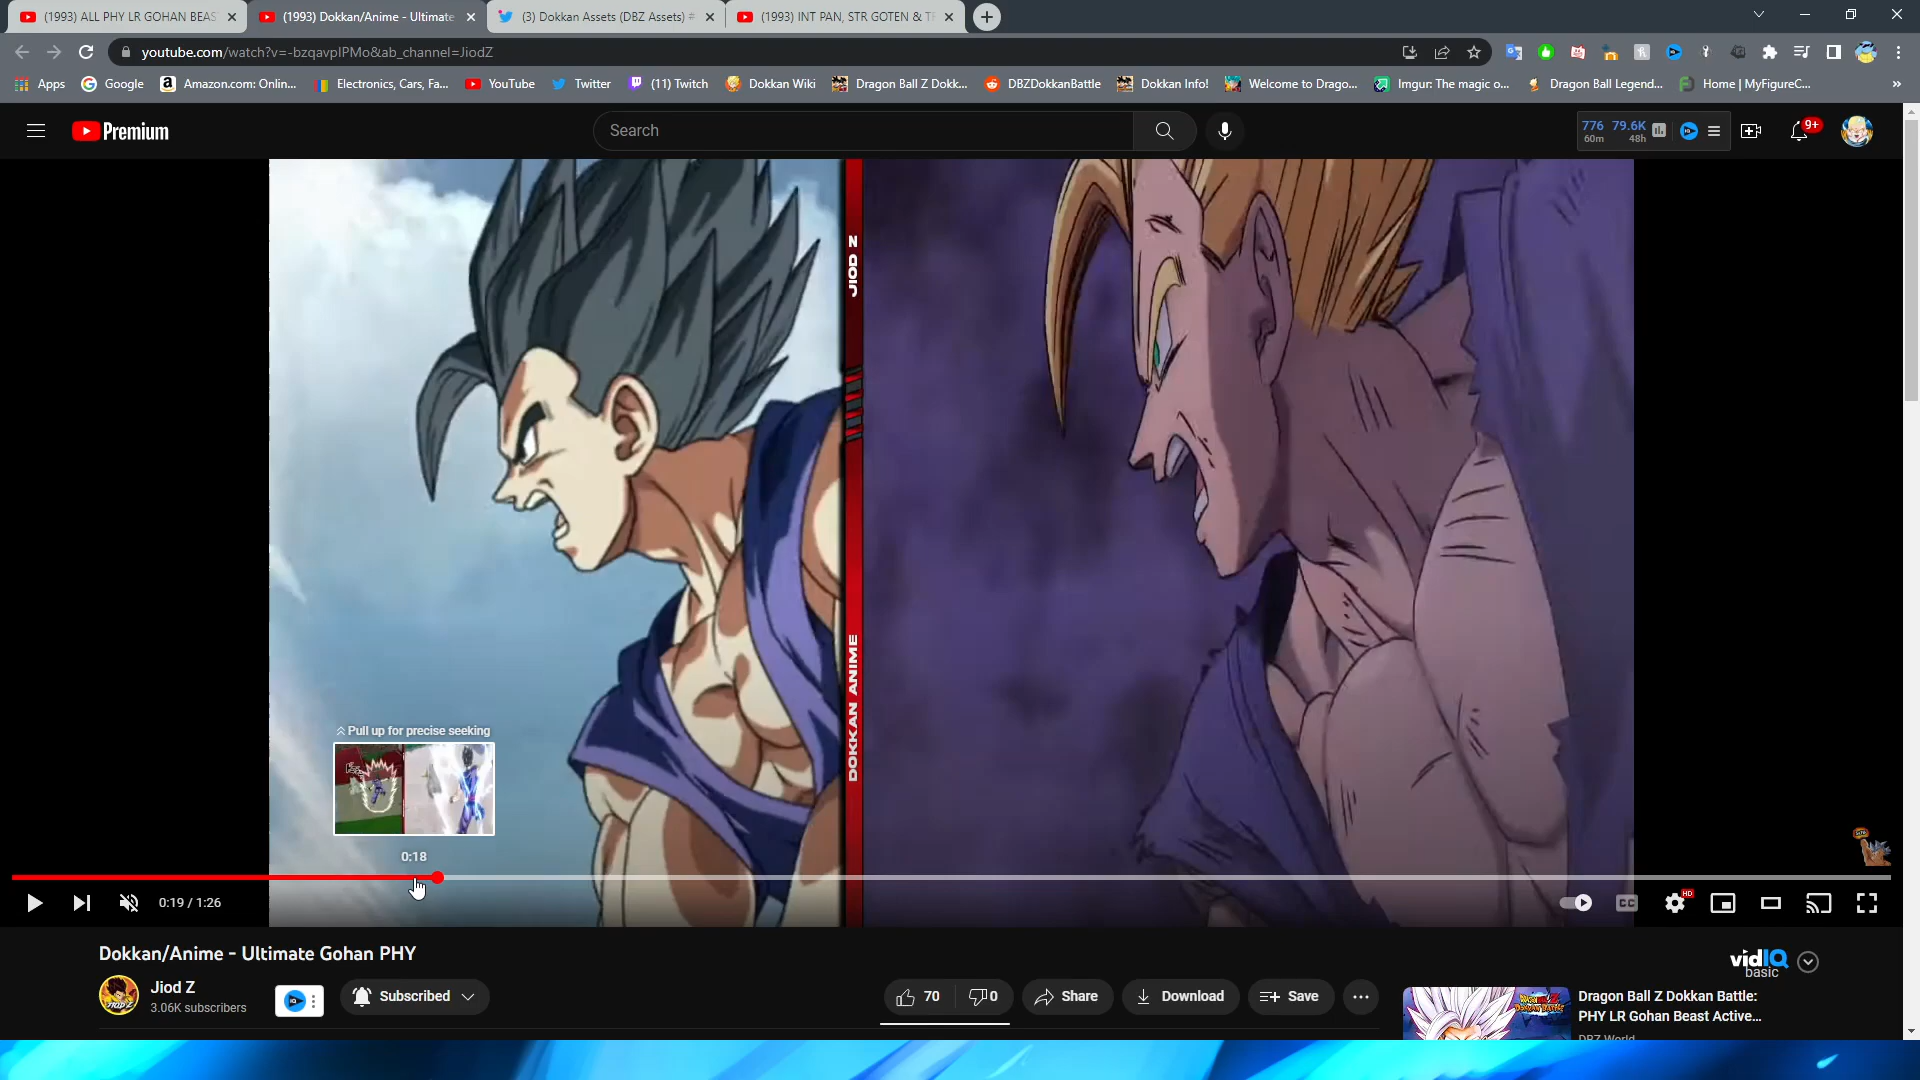 (1993) ALL PHY LR GOHAN BEAS
(1993) Dokkan/Anime - Ultimate
(3) Dokkan Assets (DBZ Assets) #
(1993) INT PAN, STR GOTEN & T
youtube.com/watch?v=-bzqavpIPMo&ab_channel=JiodZ
Apps
Google
Amazon.com: Onlin...
Electronics, Cars, Fa...
YouTube
Twitter
(11) Twitch
Dokkan Wiki
Dragon Ball Z Dokk...
DBZDokkanBattle
Dokkan Info!
Welcome to Drago...
Imgur: The magic o...
Dragon Ball Legend...
Home | MyFigureC...
Premium
Search
776 79.6K
60m 48h
9+
JIOD Z
DOKKAN ANIME
Pull up for precise seeking
0:18
0:19 / 1:26
CC
HD
Dokkan/Anime - Ultimate Gohan PHY
Jiod Z
3.06K subscribers
Subscribed
70
0
Share
Download
Save
vidIQ
basic
Dragon Ball Z Dokkan Battle:
PHY LR Gohan Beast Active...
DBZ World